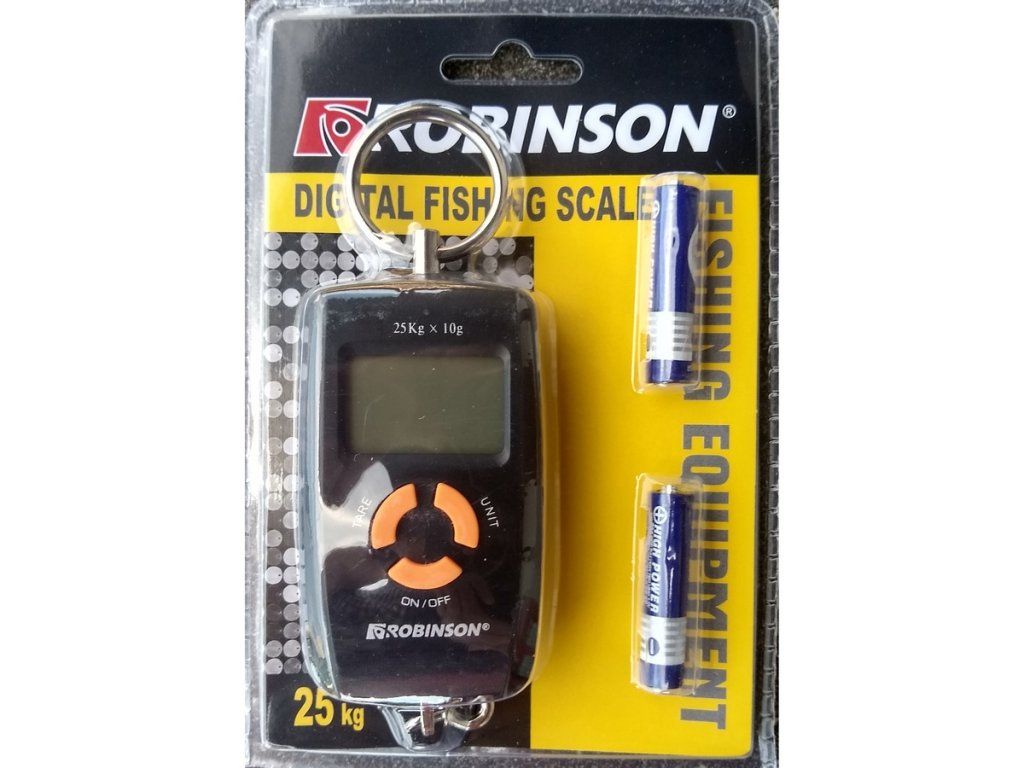 ROBINSON®
DIGITAL FISHING SCALE
FISHING EQUIPMENT
25Kg × 10g
TARE
UNIT
ON/OFF
ROBINSON®
HIGH POWER
25 kg